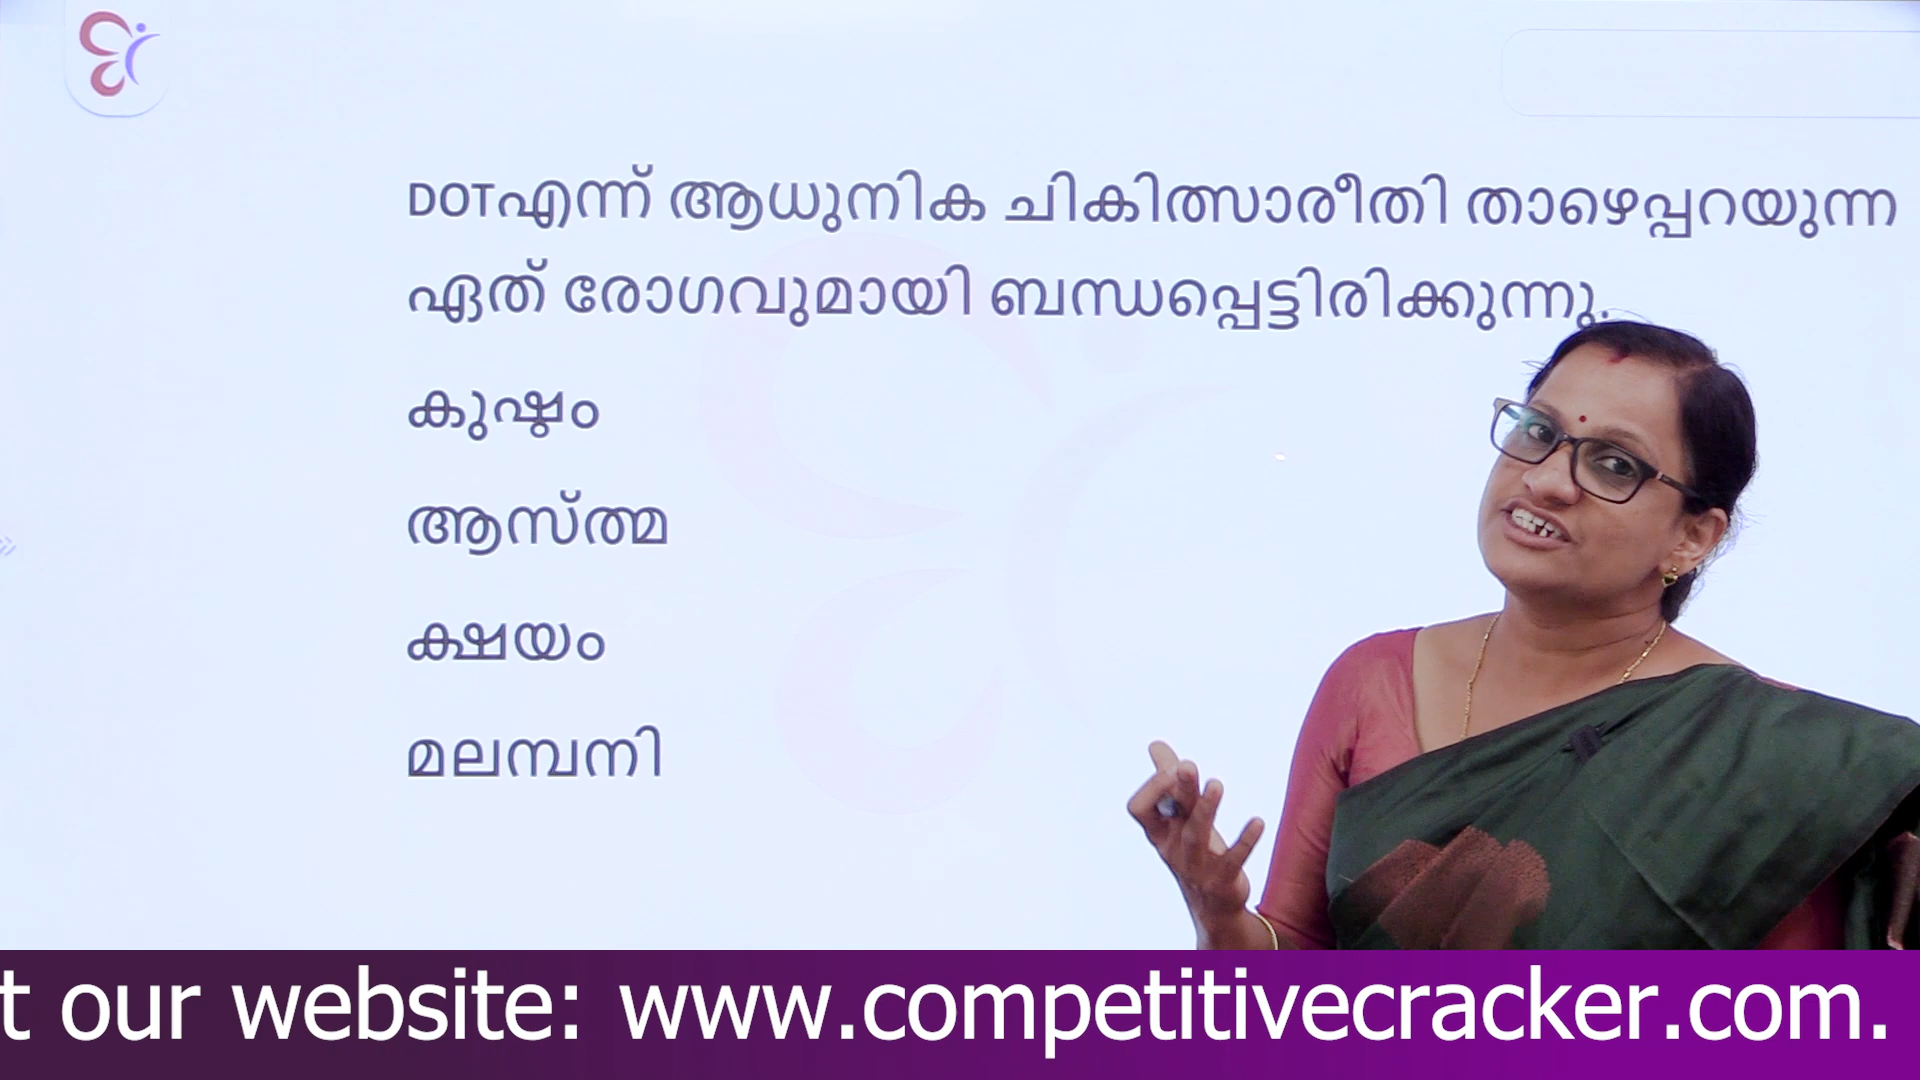 DOTഎന്ന് ആധുനിക ചികിത്സാരീതി താഴെപ്പറയുന്ന
ഏത് രോഗവുമായി ബന്ധപ്പെട്ടിരിക്കുന്നു.
കുഷ്ഠം
ആസ്ത്മ
ക്ഷയം
മലമ്പനി
t our website: www.competitivecracker.com.